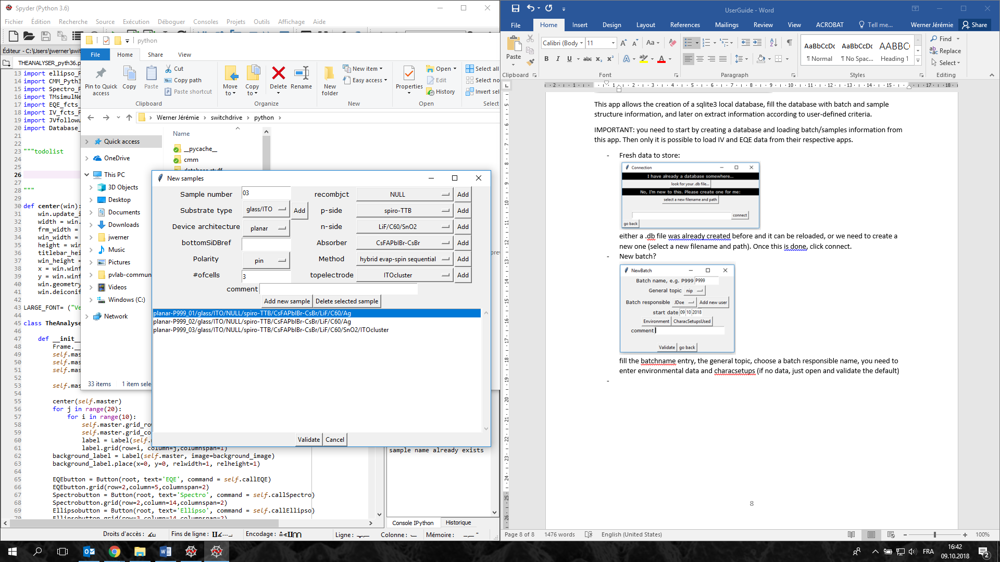 Spyder (Python 3.6)
Fichier Édition Recherche Source Exécution Déboguer Consoles Projets Outils Affichage Aide
Éditeur - C:\Users\jwerner\swit
THEANALYSER_pyth36.p
13 import ellipso_P
14 import CMM_Pyth3
15 import Spectro_P
16 import TMsimulNe
17 import EQE_fcts_
18 import IV_fcts_P
19 import JVfollowu
20 import Database_
21
22
23 """todolist
24
25
26
27
28 """
29
30 def center(win):
31 win.update_i
32 width = win.
33 frm_width =
34 win_width =
35 height = win
36 titlebar_hei
37 win_height =
38 x = win.winf
39 y = win.winf
40 win.geometry
41 win.deiconif
42
43 LARGE_FONT= ("Ve
44
45 class TheAnalyse
46
47 def __init__
48 Frame.__
49 self.mas
50 self.mas
51 self.mas
52
53 self.mas
54
55 center(self.master)
56 for j in range(20):
57 for i in range(10):
58 self.master.grid_row
59 self.master.grid_co
60 label = Label(self.
61 label.grid(row=i, column=j,columnspan=1)
62 background_label = Label(self.master, image=background_image)
63 background_label.place(x=0, y=0, relwidth=1, relheight=1)
64
65 EQEbutton = Button(root, text='EQE', command = self.callEQE)
66 EQEbutton.grid(row=2,column=5,columnspan=2)
67 Spectrobutton = Button(root, text='Spectro', command = self.callSpectro)
68 Spectrobutton.grid(row=2,column=14,columnspan=2)
69 Ellipsobutton = Button(root, text='Ellipso', command = self.callEllipso)
70 Ellipsobutton.grid(row=3,column=14,columnspan=2)
sample name already exists
Console IPython Historique
Droits d'accès : Fins de ligne : Encodage : Ligne : Colonne : Mémoire :
python
File Home Share View
Pin to Quick access
Copy
Paste
Cut
Copy path
Paste shortcut
Clipboard
Move to
Copy to
Delete
Rename
Organize
New folder
New item
Easy access
New
Properties
Open
Edit
History
Open
Select all
Select no
Invert sel
Select
Werner Jérémie > switchdrive > python >
Name
__pycache__
cmm
database stuff
Quick access
OneDrive
This PC
3D Objects
Desktop
Documents
Downloads
jwerner
Music
Pictures
pvlab-commun
Videos
Windows (C:)
Network
33 items 1 item sele
New samples
Sample number 03 recombjct NULL Add
Substrate type glass/ITO Add p-side spiro-TTB Add
Device architecture planar n-side LiF/C60/SnO2 Add
bottomSiDBref Absorber CsFAPbIBr-CsBr Add
Polarity pin Method hybrid evap-spin sequential Add
#ofcells 3 topelectrode ITOcluster Add
comment
Add new sample Delete selected sample
planar-P999_01/glass/ITO/NULL/spiro-TTB/CsFAPbIBr-CsBr/LiF/C60/Ag
planar-P999_02/glass/ITO/NULL/spiro-TTB/CsFAPbIBr-CsBr/LiF/C60/Ag
planar-P999_03/glass/ITO/NULL/spiro-TTB/CsFAPbIBr-CsBr/LiF/C60/SnO2/ITOcluster
Validate Cancel
UserGuide - Word
File Home Insert Design Layout References Mailings Review View ACROBAT Tell me... Werner Jérémie Share
Paste
Clipboard
Calibri (Body 11
Font
Paragraph
AaBbCcDc AaBbCcDc AABBC
¶ Normal ¶ No Spac... Heading 1
Styles
Find
Replace
Select
Editing
This app allows the creation of a sqlite3 local database, fill the database with batch and sample
structure information, and later on extract information according to user-defined criteria.
IMPORTANT: you need to start by creating a database and loading batch/samples information from
this app. Then only it is possible to load IV and EQE data from their respective apps.
- Fresh data to store:
Connection
I have already a database somewhere...
look for your .db file...
No, I'm new to this. Please create one for me:
select a new filename and path
connect
go back
either a .db file was already created before and it can be reloaded, or we need to create a
new one (select a new filename and path). Once this is done, click connect.
- New batch?
NewBatch
Batch name, e.g. P999 P999
General topic nip
Batch responsible JDoe Add new user
start date 09 10 2018
Environment CharacSetupsUsed
comment
Validate go back
fill the batchname entry, the general topic, choose a batch responsible name, you need to
enter environmental data and characsetups (if no data, just open and validate the default)
-
8
Page 8 of 8 1476 words English (United States) 100%
FRA
16:42
09.10.2018
2